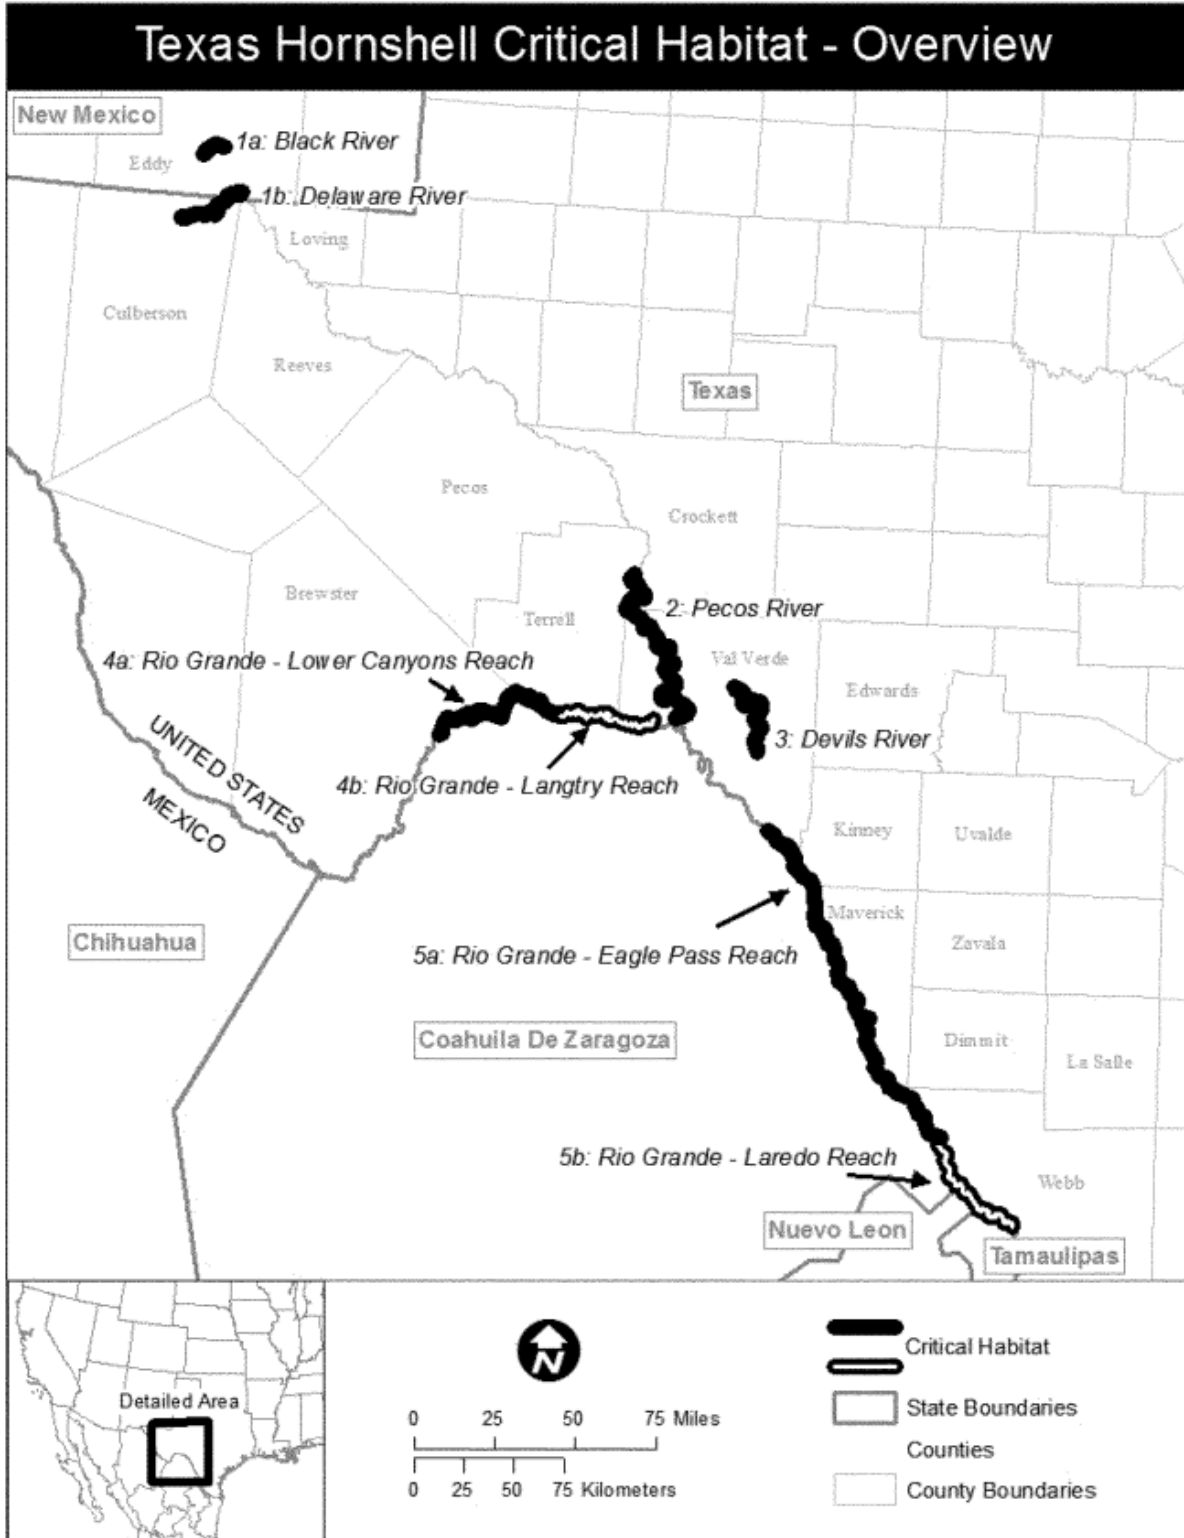 Texas Hornshell Critical Habitat - Overview
New Mexico
1a: Black River
Eddy
1b: Delaware River
Loving
Culberson
Reeves
Texas
Pecos
Crockett
Brewster
2: Pecos River
Terrell
4a: Rio Grande - Lower Canyons Reach
Val Verde
Edwards
3: Devils River
UNITED STATES
4b: Rio Grande - Langtry Reach
MEXICO
Kinney
Uvalde
Maverick
Chihuahua
Zavala
5a: Rio Grande - Eagle Pass Reach
Coahuila De Zaragoza
Dimmit
La Salle
5b: Rio Grande - Laredo Reach
Webb
Nuevo Leon
Tamaulipas
Detailed Area
N
0 25 50 75 Miles
0 25 50 75 Kilometers
Critical Habitat
State Boundaries
Counties
County Boundaries